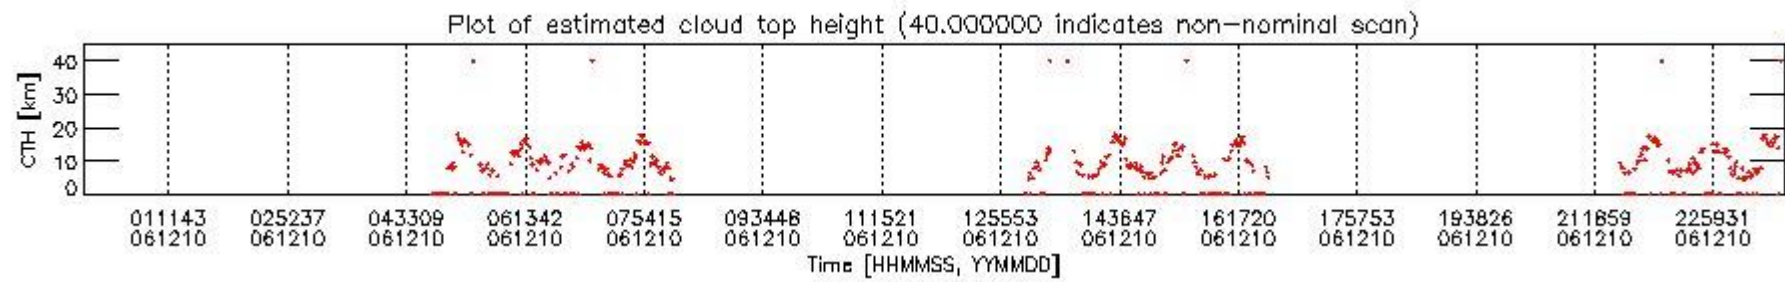 Plot of estimated cloud top height (40.000000 indicates non-nominal scan)
40
30
20
10
0
CTH [km]
011143 025237 043309 061342 075415 093448 111521 125553 143647 161720 175753 193826 211859 225931
061210 061210 061210 061210 061210 061210 061210 061210 061210 061210 061210 061210 061210 061210
Time [HHMMSS, YYMMDD]